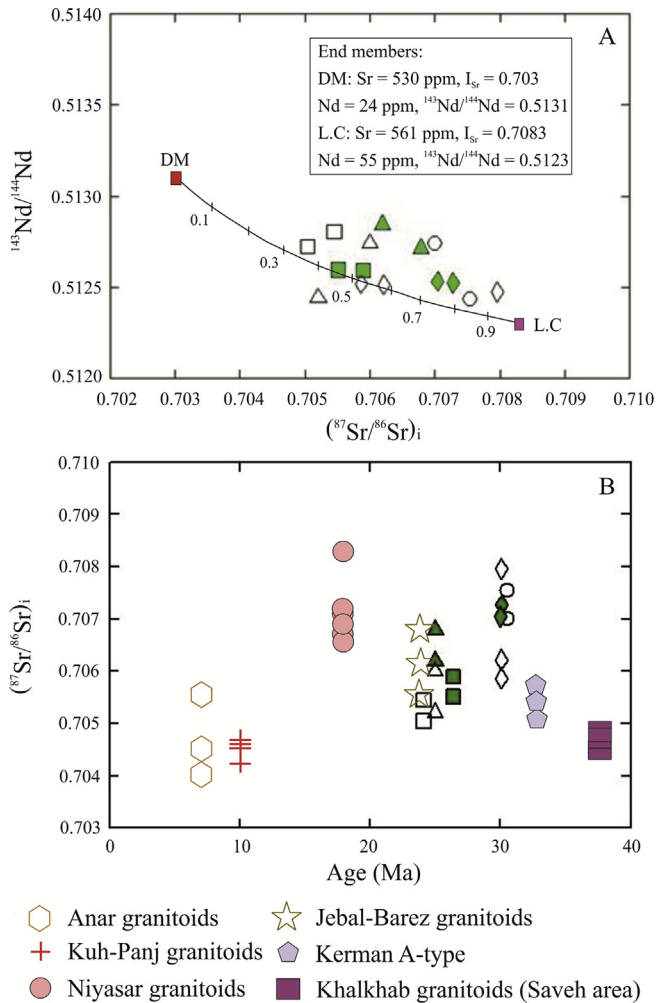 A
0.5140
0.5130
0.5130
0.5120
0.5120
¹⁴³Nd/¹⁴⁴Nd
End members:
DM: Sr = 530 ppm, I_Sr = 0.703
Nd = 24 ppm, ¹⁴³Nd/¹⁴⁴Nd = 0.5131
L.C: Sr = 561 ppm, I_Sr = 0.7083
Nd = 55 ppm, ¹⁴³Nd/¹⁴⁴Nd = 0.5123
DM
0.1
0.3
0.5
0.7
0.9
L.C
0.702 0.703 0.704 0.705 0.706 0.707 0.708 0.709 0.710
(⁸⁷Sr/⁸⁶Sr)i
B
0.710
0.709
0.708
0.707
0.706
0.705
0.704
0.703
(⁸⁷Sr/⁸⁶Sr)i
0 10 20 30 40
Age (Ma)
Anar granitoids
Jebal-Barez granitoids
Kuh-Panj granitoids
Kerman A-type
Niyasar granitoids
Khalkhab granitoids (Saveh area)